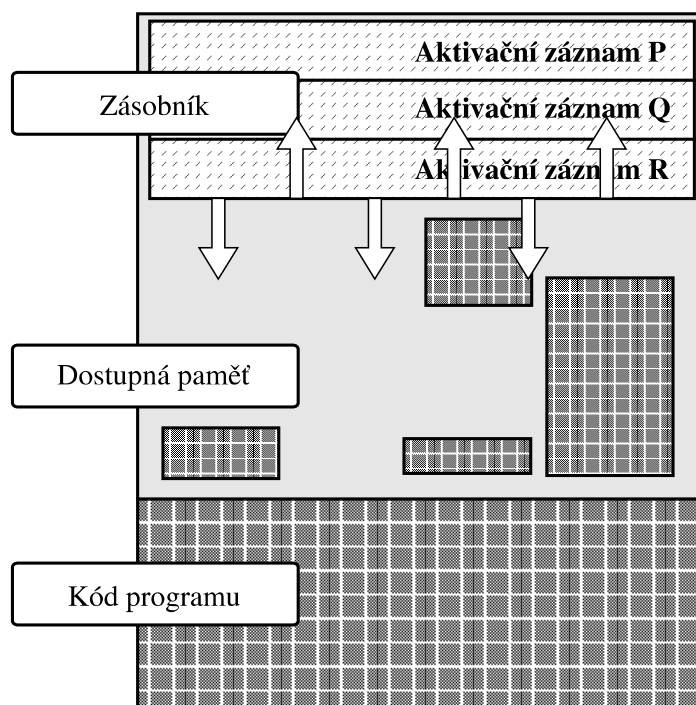 Aktivační záznam P
Zásobník
Aktivační záznam Q
Aktivační záznam R
Dostupná paměť
Kód programu